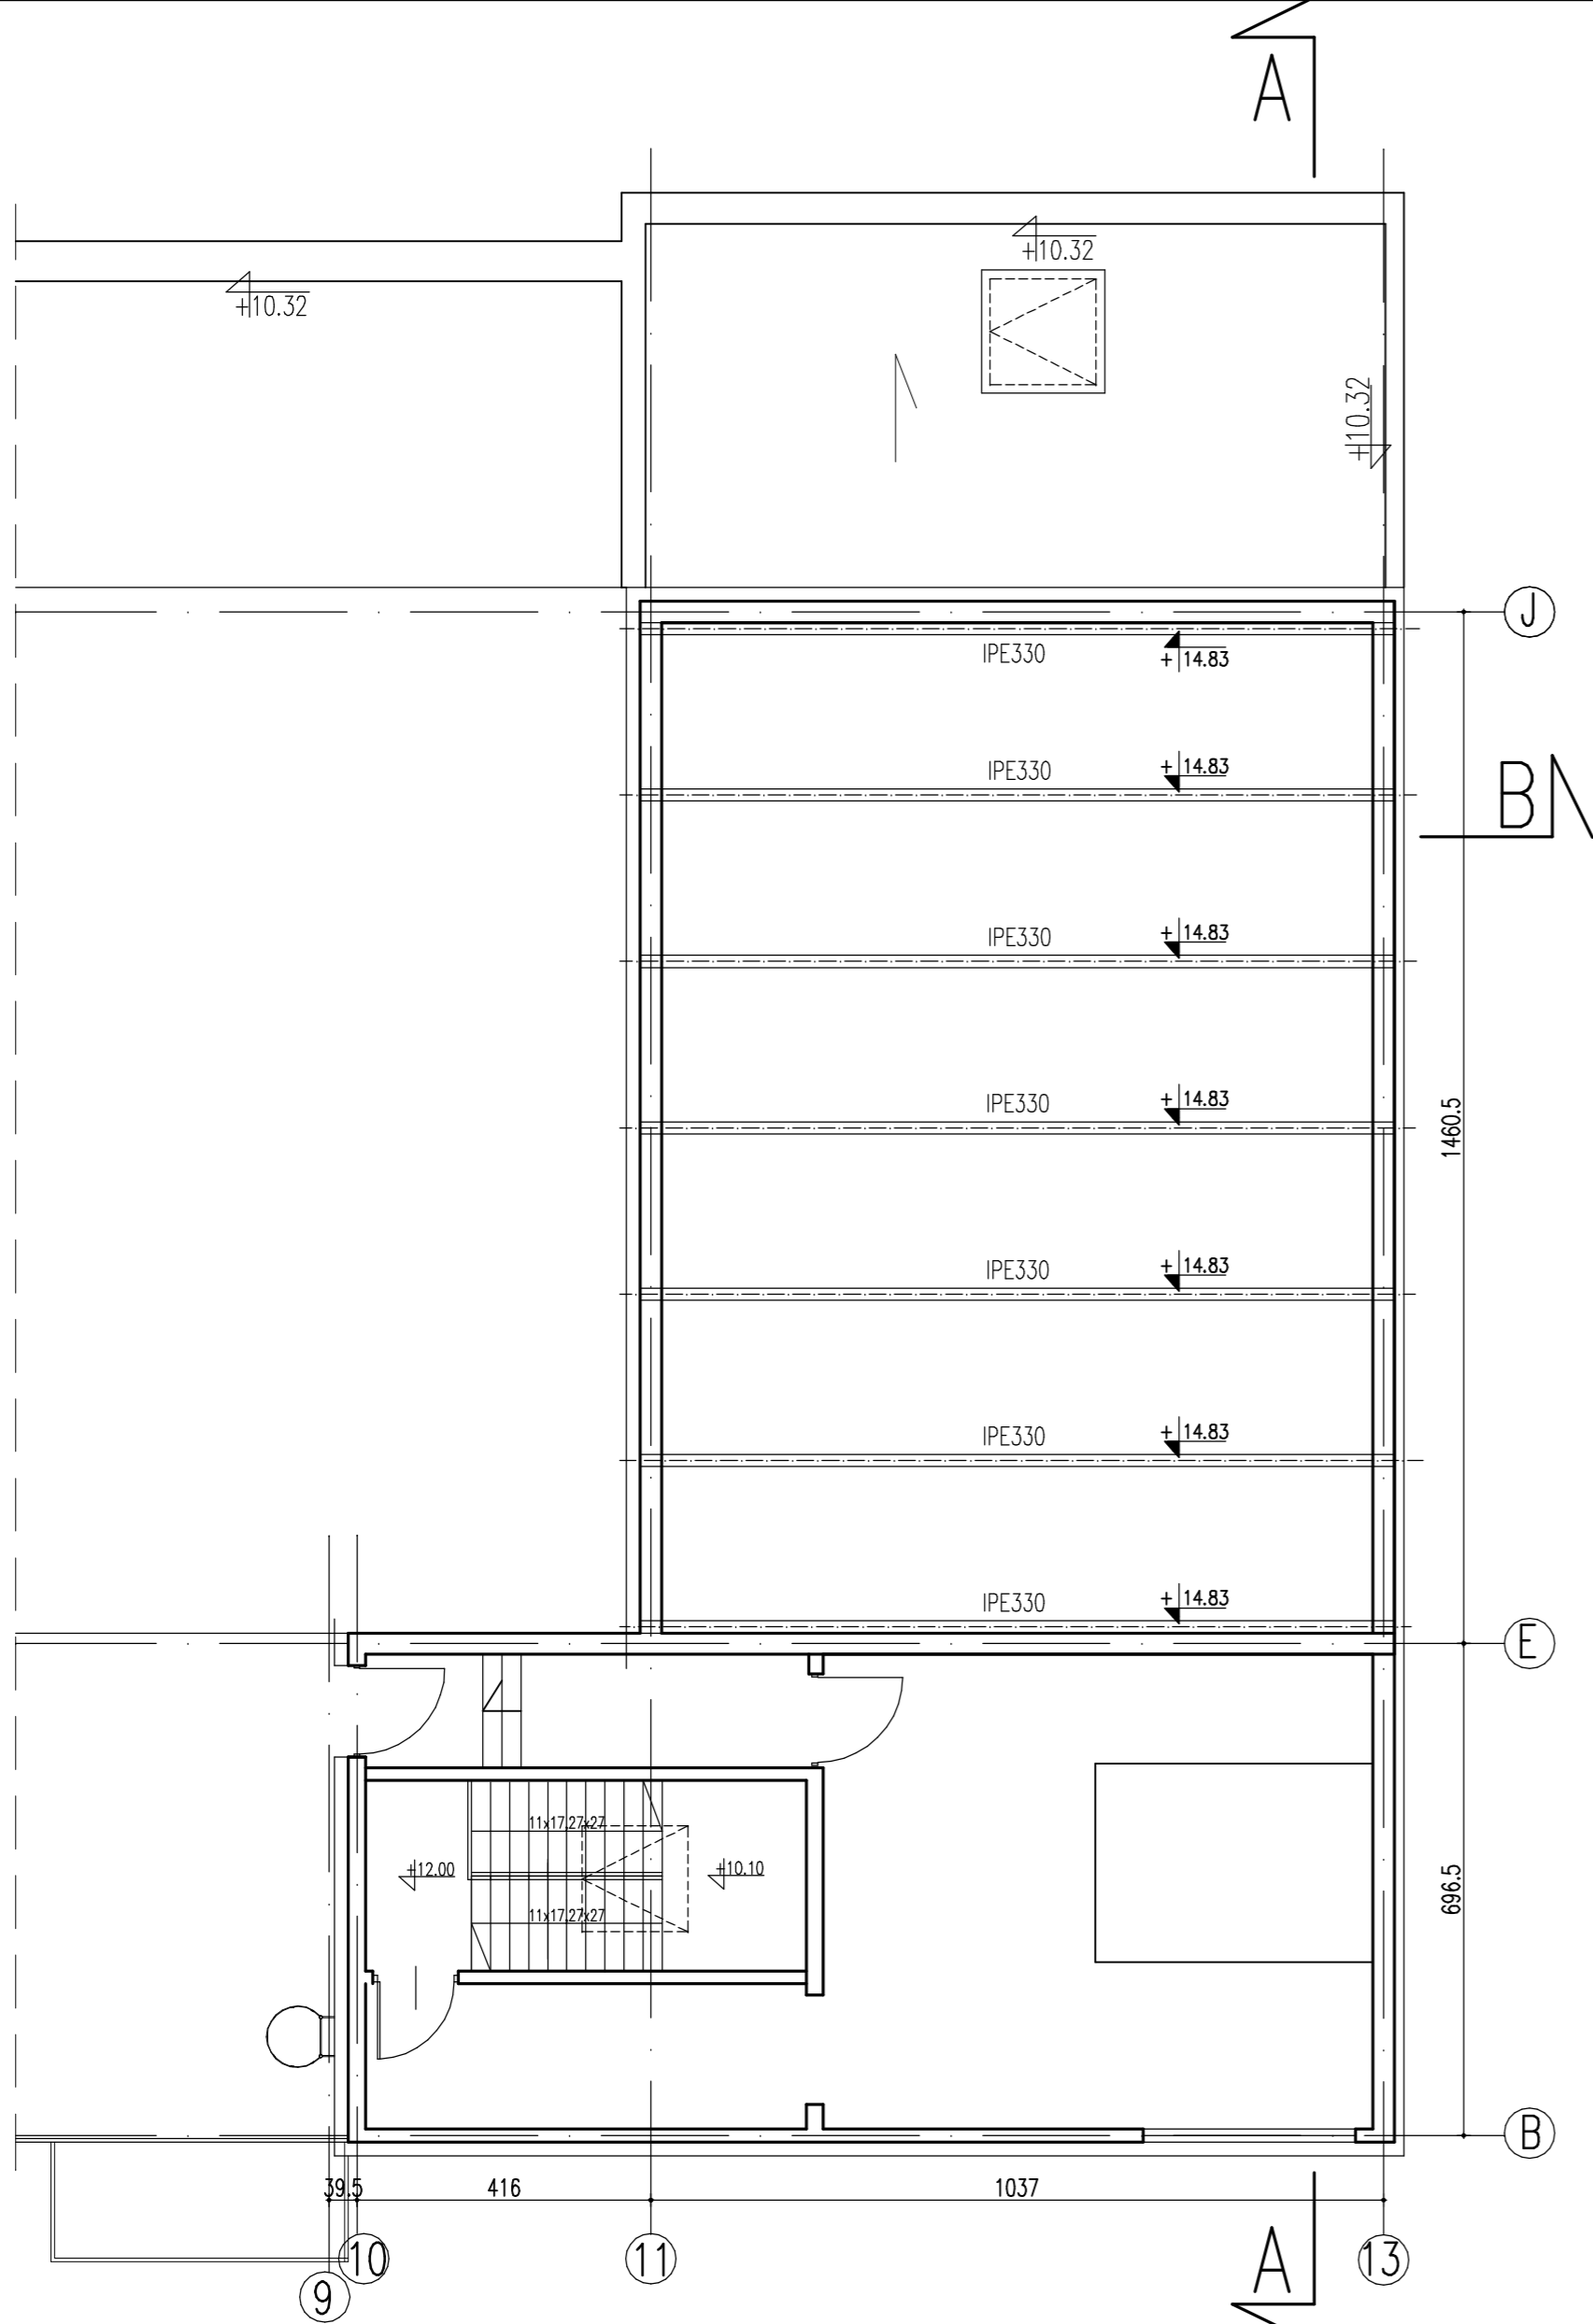 A
+10.32
+10.32
+10.32
J
IPE330
+14.83
IPE330
+14.83
B
IPE330
+14.83
IPE330
+14.83
1460.5
IPE330
+14.83
IPE330
+14.83
IPE330
+14.83
E
11x17,27x27
+12.00
+10.10
11x17,27x27
696.5
B
39.5
416
1037
10
11
13
A
9